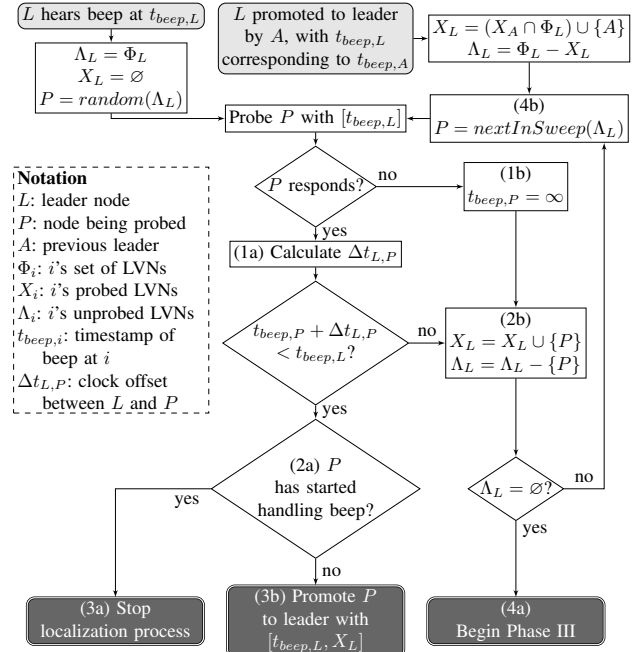 L hears beep at t_{beep,L}
Λ_L = Φ_L
X_L = ∅
P = random(Λ_L)
L promoted to leader
by A, with t_{beep,L}
corresponding to t_{beep,A}
X_L = (X_A ∩ Φ_L) ∪ {A}
Λ_L = Φ_L − X_L
(4b)
P = nextInSweep(Λ_L)
Probe P with [t_{beep,L}]
P responds?
no
yes
(1b)
t_{beep,P} = ∞
(1a) Calculate Δt_{L,P}
Notation
L: leader node
P: node being probed
A: previous leader
Φ_i: i's set of LVNs
X_i: i's probed LVNs
Λ_i: i's unprobed LVNs
t_{beep,i}: timestamp of
beep at i
Δt_{L,P}: clock offset
between L and P
t_{beep,P} + Δt_{L,P}
< t_{beep,L}?
no
yes
(2b)
X_L = X_L ∪ {P}
Λ_L = Λ_L − {P}
(2a) P
has started
handling beep?
yes
no
Λ_L = ∅?
no
yes
(3a) Stop
localization process
(3b) Promote P
to leader with
[t_{beep,L}, X_L]
(4a)
Begin Phase III